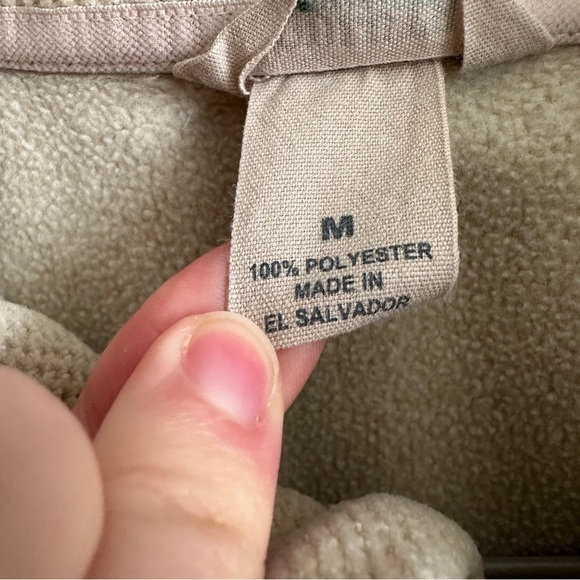 M
100% POLYESTER
MADE IN
EL SALVADOR